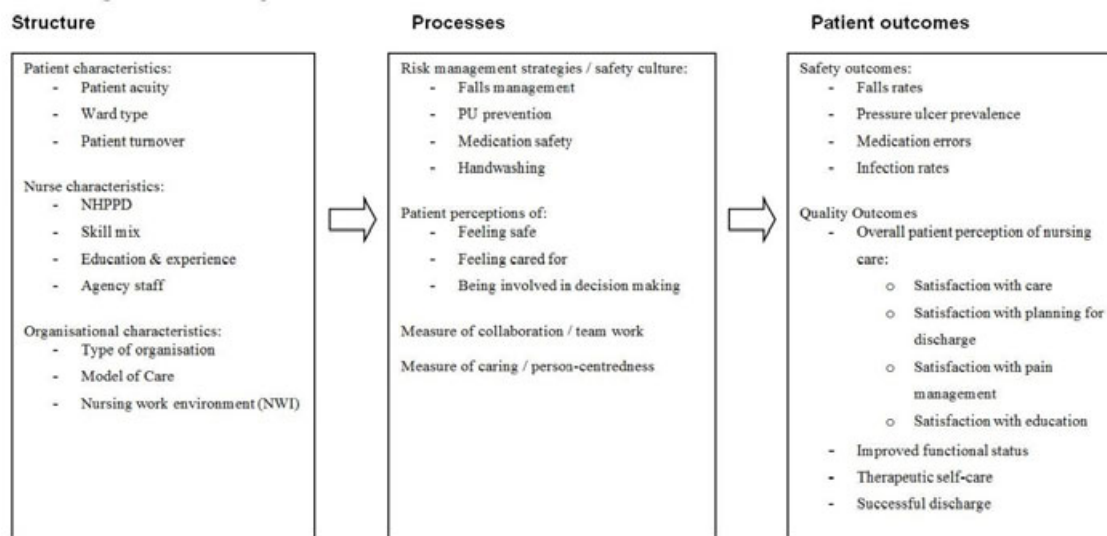 Structure
Processes
Patient outcomes
Patient characteristics:
- Patient acuity
- Ward type
- Patient turnover
Nurse characteristics:
- NHPPD
- Skill mix
- Education & experience
- Agency staff
Organisational characteristics:
- Type of organisation
- Model of Care
- Nursing work environment (NWI)
Risk management strategies / safety culture:
- Falls management
- PU prevention
- Medication safety
- Handwashing
Patient perceptions of:
- Feeling safe
- Feeling cared for
- Being involved in decision making
Measure of collaboration / team work
Measure of caring / person-centredness
Safety outcomes:
- Falls rates
- Pressure ulcer prevalence
- Medication errors
- Infection rates
Quality Outcomes
- Overall patient perception of nursing
care:
o Satisfaction with care
o Satisfaction with planning for
discharge
o Satisfaction with pain
management
o Satisfaction with education
- Improved functional status
- Therapeutic self-care
- Successful discharge